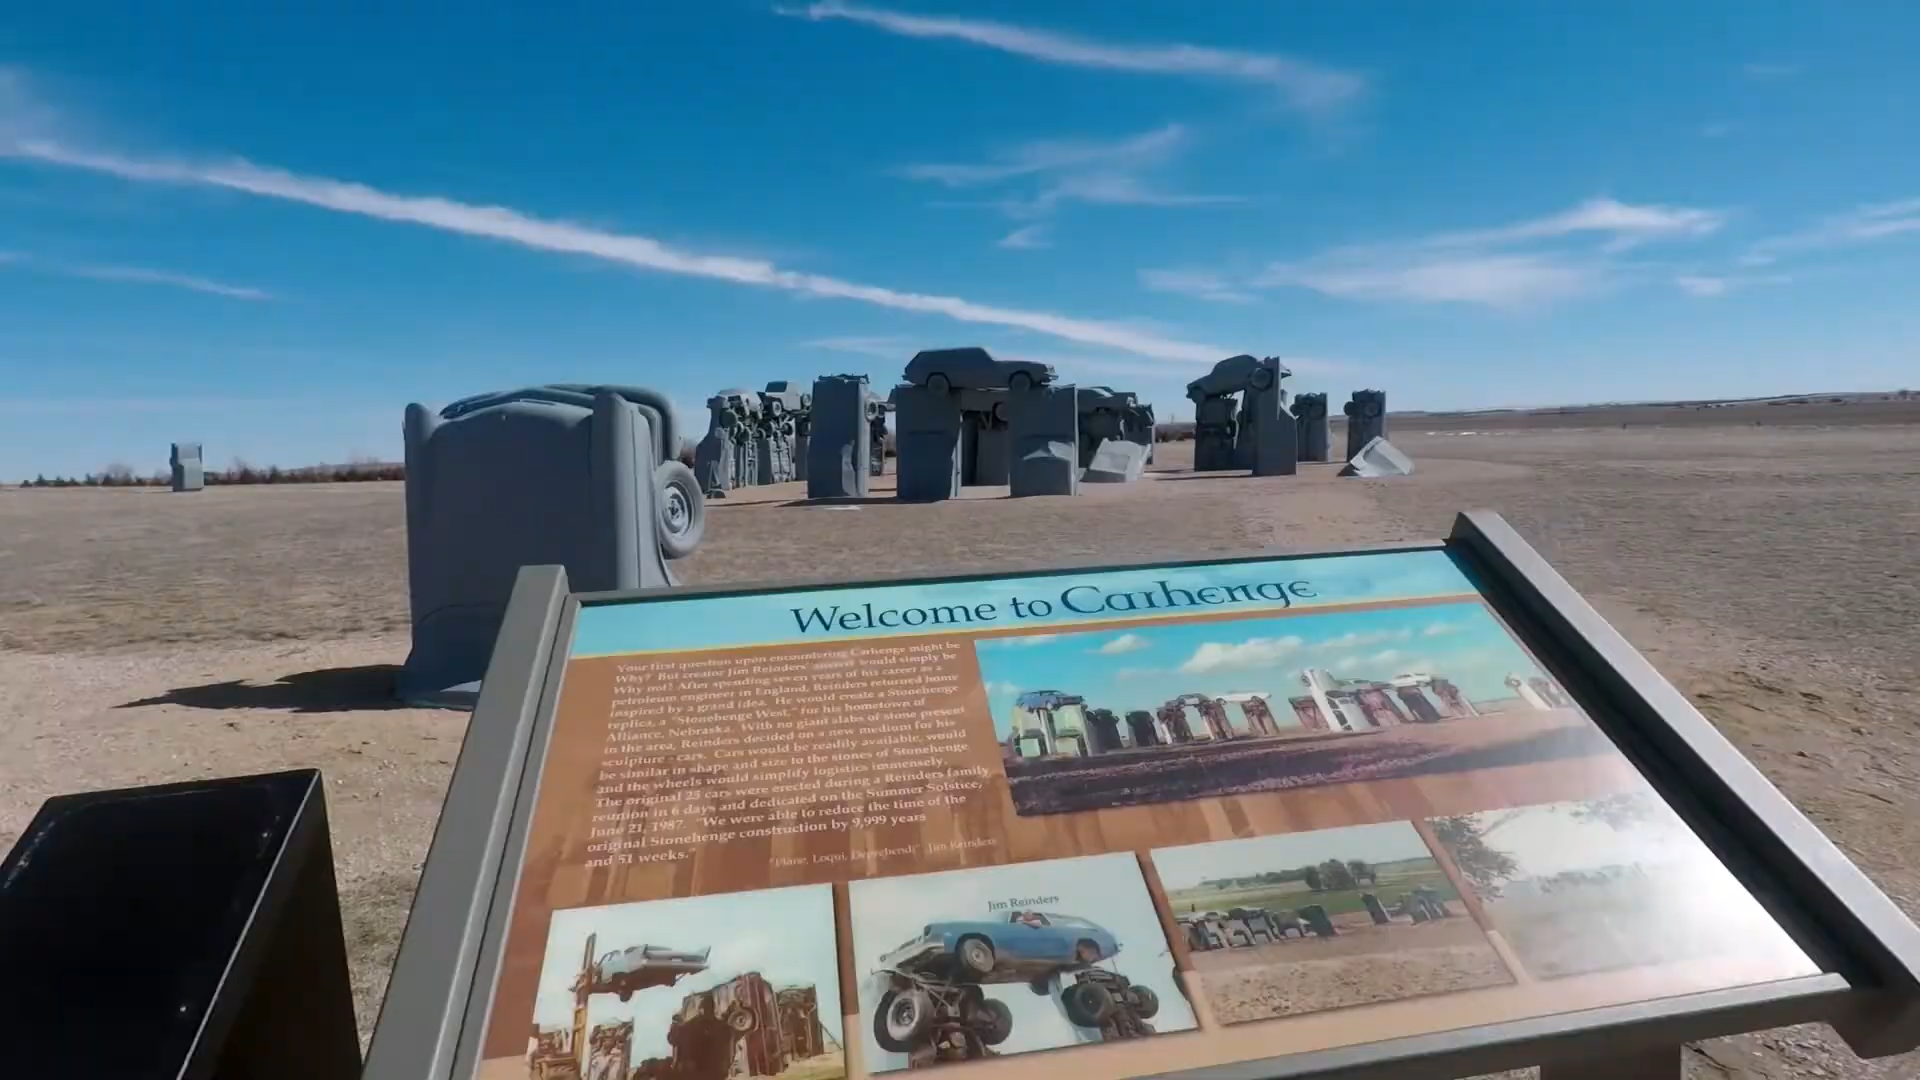 Welcome to Carhenge
Your first question upon encountering Carhenge might be
Why? But creator Jim Reinders' answer would simply be
Why not! After spending seven years of his career as a
petroleum engineer in England, Reinders returned home
inspired by a grand idea. He would create a Stonehenge
replica, a "Stonehenge West," for his hometown of
Alliance, Nebraska. With no giant slabs of stone present
in the area, Reinders decided on a new medium for his
sculpture - cars. Cars would be readily available, would
be similar in shape and size to the stones of Stonehenge
and the wheels would simplify logistics immensely.
The original 25 cars were erected during a Reinders family
reunion in 6 days and dedicated on the Summer Solstice,
June 21, 1987. "We were able to reduce the time of the
original Stonehenge construction by 9,999 years
and 51 weeks."
"Plane, Loqui, Deprehendi" Jim Reinders
Jim Reinders